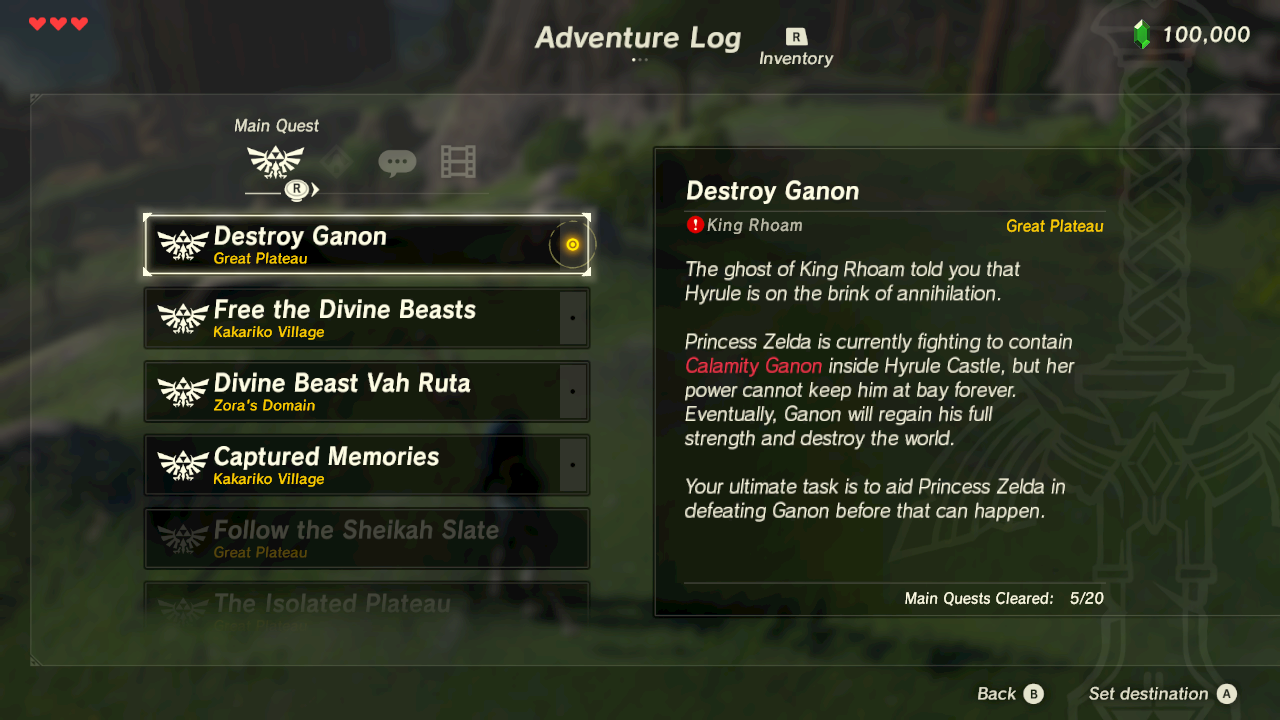 Adventure Log
R
Inventory
100,000
Main Quest
R
Destroy Ganon
Great Plateau
Free the Divine Beasts
Kakariko Village
Divine Beast Vah Ruta
Zora's Domain
Captured Memories
Kakariko Village
Follow the Sheikah Slate
Great Plateau
The Isolated Plateau
Great Plateau
Destroy Ganon
King Rhoam
Great Plateau
The ghost of King Rhoam told you that
Hyrule is on the brink of annihilation.
Princess Zelda is currently fighting to contain
Calamity Ganon inside Hyrule Castle, but her
power cannot keep him at bay forever.
Eventually, Ganon will regain his full
strength and destroy the world.
Your ultimate task is to aid Princess Zelda in
defeating Ganon before that can happen.
Main Quests Cleared: 5/20
Back B
Set destination A